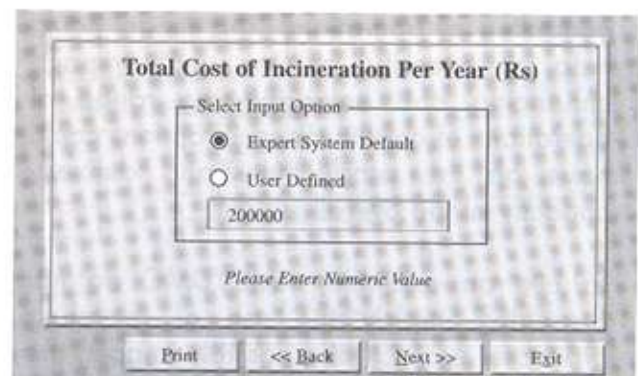 Total Cost of Incineration Per Year (Rs)
Select Input Option
Expert System Default
User Defined
200000
Please Enter Numeric Value
Print << Back Next >> Exit